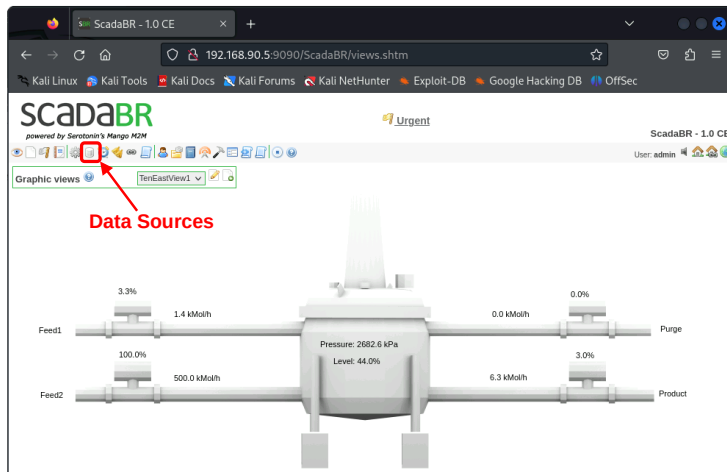 ScadaBR - 1.0 CE
192.168.90.5:9090/ScadaBR/views.shtm
Kali Linux Kali Tools Kali Docs Kali Forums Kali NetHunter Exploit-DB Google Hacking DB OffSec
SCADABR
powered by Serotonin's Mango M2M
Urgent
ScadaBR - 1.0 CE
User: admin
Graphic views TenEastView1
Data Sources
3.3%
0.0%
1.4 kMol/h
0.0 kMol/h
Feed1
Purge
Pressure: 2682.6 kPa
100.0%
3.0%
Level: 44.0%
500.0 kMol/h
6.3 kMol/h
Feed2
Product